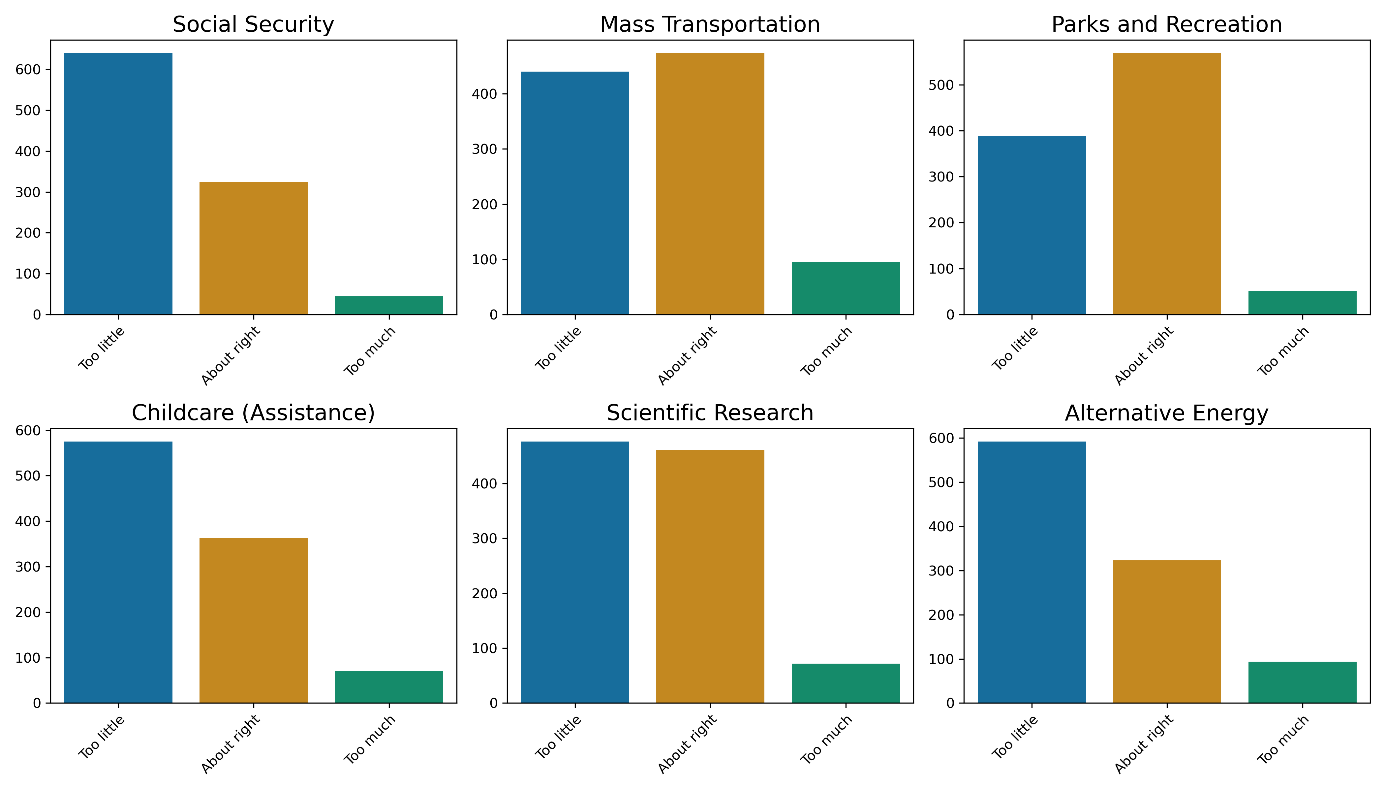 Social Security
600
500
400
300
200
100
0
Too little
About right
Too much
Mass Transportation
400
300
200
100
0
Too little
About right
Too much
Parks and Recreation
500
400
300
200
100
0
Too little
About right
Too much
Childcare (Assistance)
600
500
400
300
200
100
0
Too little
About right
Too much
Scientific Research
400
300
200
100
0
Too little
About right
Too much
Alternative Energy
600
500
400
300
200
100
0
Too little
About right
Too much